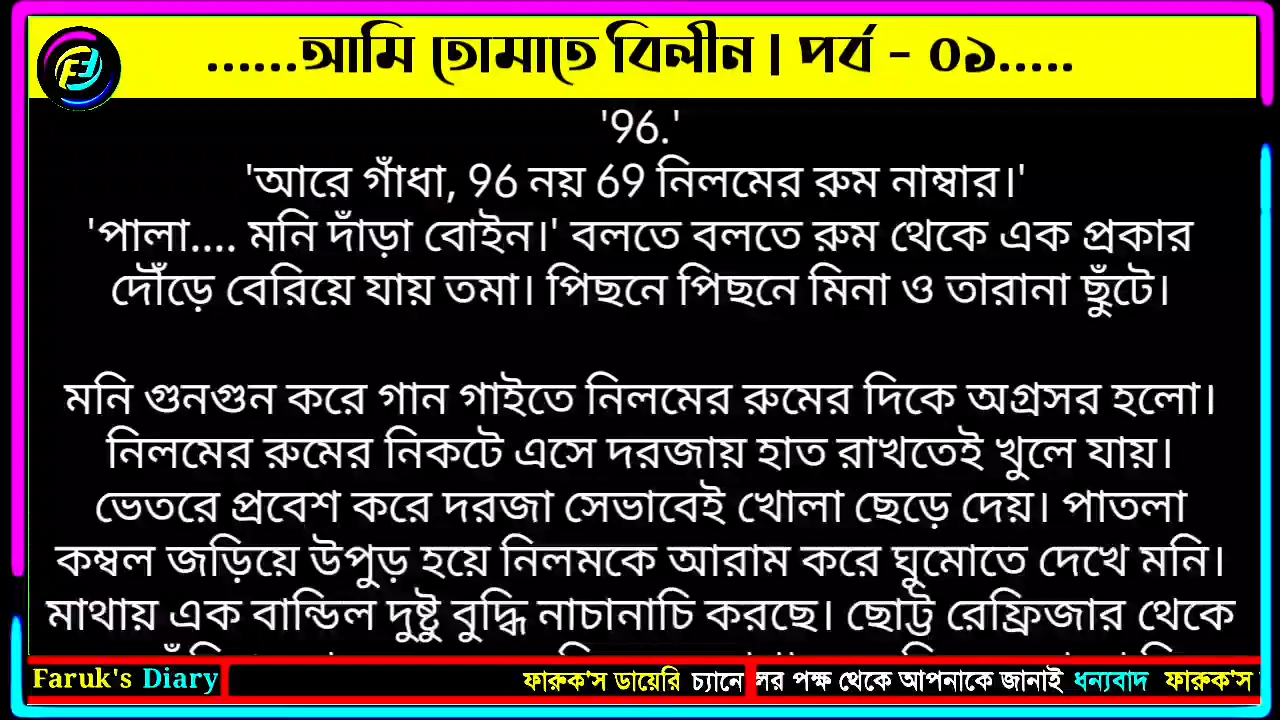 ......আমি তোমাতে বিলীন | পর্ব - ০১.....
'96.'
'আরে গাঁধা, 96 নয় 69 নিলমের রুম নাম্বার।'
'পালা.... মনি দাঁড়া বোইন।' বলতে বলতে রুম থেকে এক প্রকার
দৌঁড়ে বেরিয়ে যায় তমা। পিছনে পিছনে মিনা ও তারানা ছুঁটে।
মনি গুনগুন করে গান গাইতে নিলমের রুমের দিকে অগ্রসর হলো।
নিলমের রুমের নিকটে এসে দরজায় হাত রাখতেই খুলে যায়।
ভেতরে প্রবেশ করে দরজা সেভাবেই খোলা ছেড়ে দেয়। পাতলা
কম্বল জড়িয়ে উপুড় হয়ে নিলমকে আরাম করে ঘুমোতে দেখে মনি।
মাথায় এক বান্ডিল দুষ্টু বুদ্ধি নাচানাচি করছে। ছোট্ট রেফ্রিজার থেকে
Faruk's Diary
ফারুক'স ডায়েরি চ্যানেলের পক্ষ থেকে আপনাকে জানাই ধন্যবাদ ফারুক'স